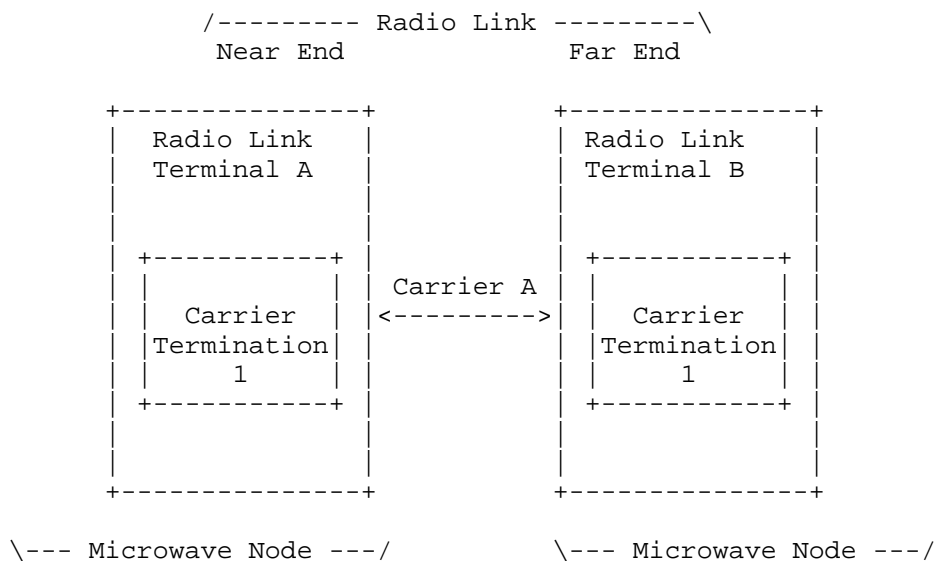 /--------- Radio Link ---------\
Near End Far End
Radio Link Radio Link
Terminal A Terminal B
Carrier A
Carrier <---------> Carrier
Termination Termination
1 1
\--- Microwave Node ---/ \--- Microwave Node ---/